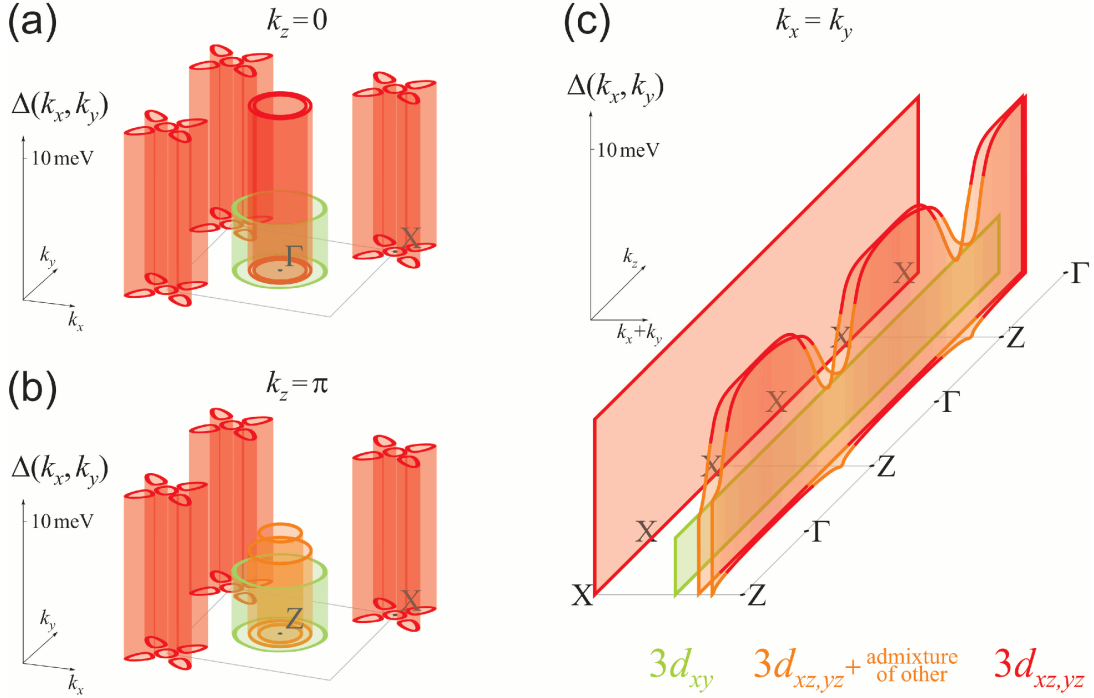 (a)
k_z = 0
Δ(k_x, k_y)
10 meV
k_y
k_x
Γ
X
(b)
k_z = π
Δ(k_x, k_y)
10 meV
k_y
k_x
Z
X
(c)
k_x = k_y
Δ(k_x, k_y)
10 meV
k_z
k_x+k_y
X
X
X
X
X
X
Γ
Z
Γ
Z
Γ
Z
3d_xy
3d_xz,yz + admixture of other
3d_xz,yz